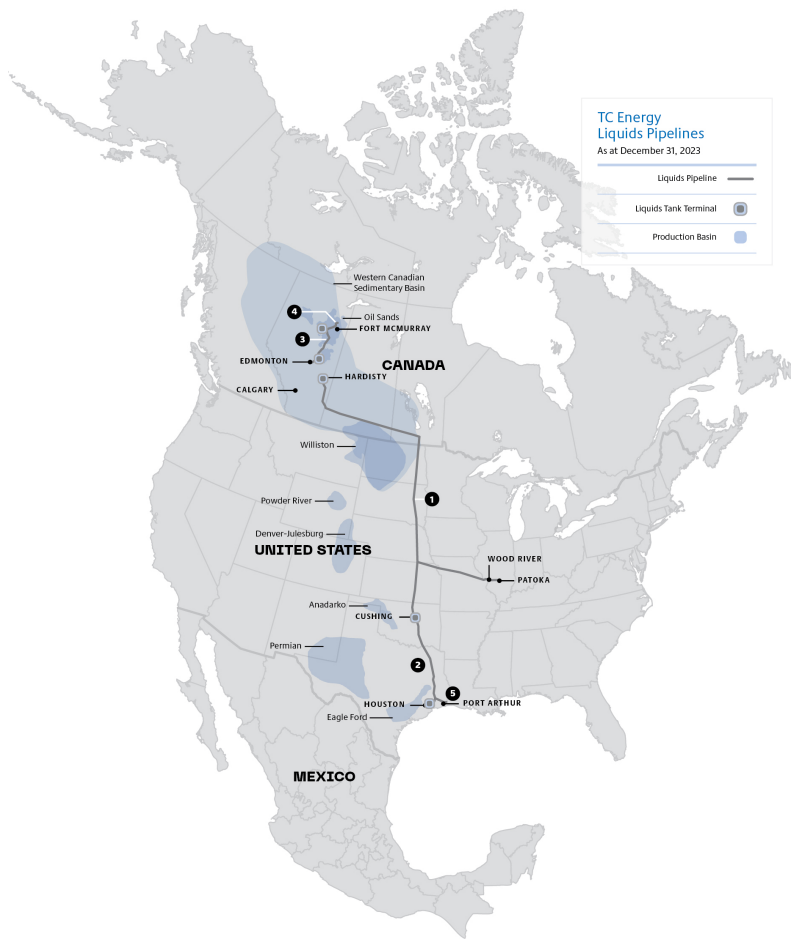 TC Energy
Liquids Pipelines
As at December 31, 2023
Liquids Pipeline
Liquids Tank Terminal
Production Basin
Western Canadian
Sedimentary Basin
4
Oil Sands
FORT MCMURRAY
3
EDMONTON
CANADA
HARDISTY
CALGARY
Williston
1
Powder River
Denver-Julesburg
UNITED STATES
WOOD RIVER
PATOKA
Anadarko
CUSHING
Permian
2
5
HOUSTON
PORT ARTHUR
Eagle Ford
MEXICO